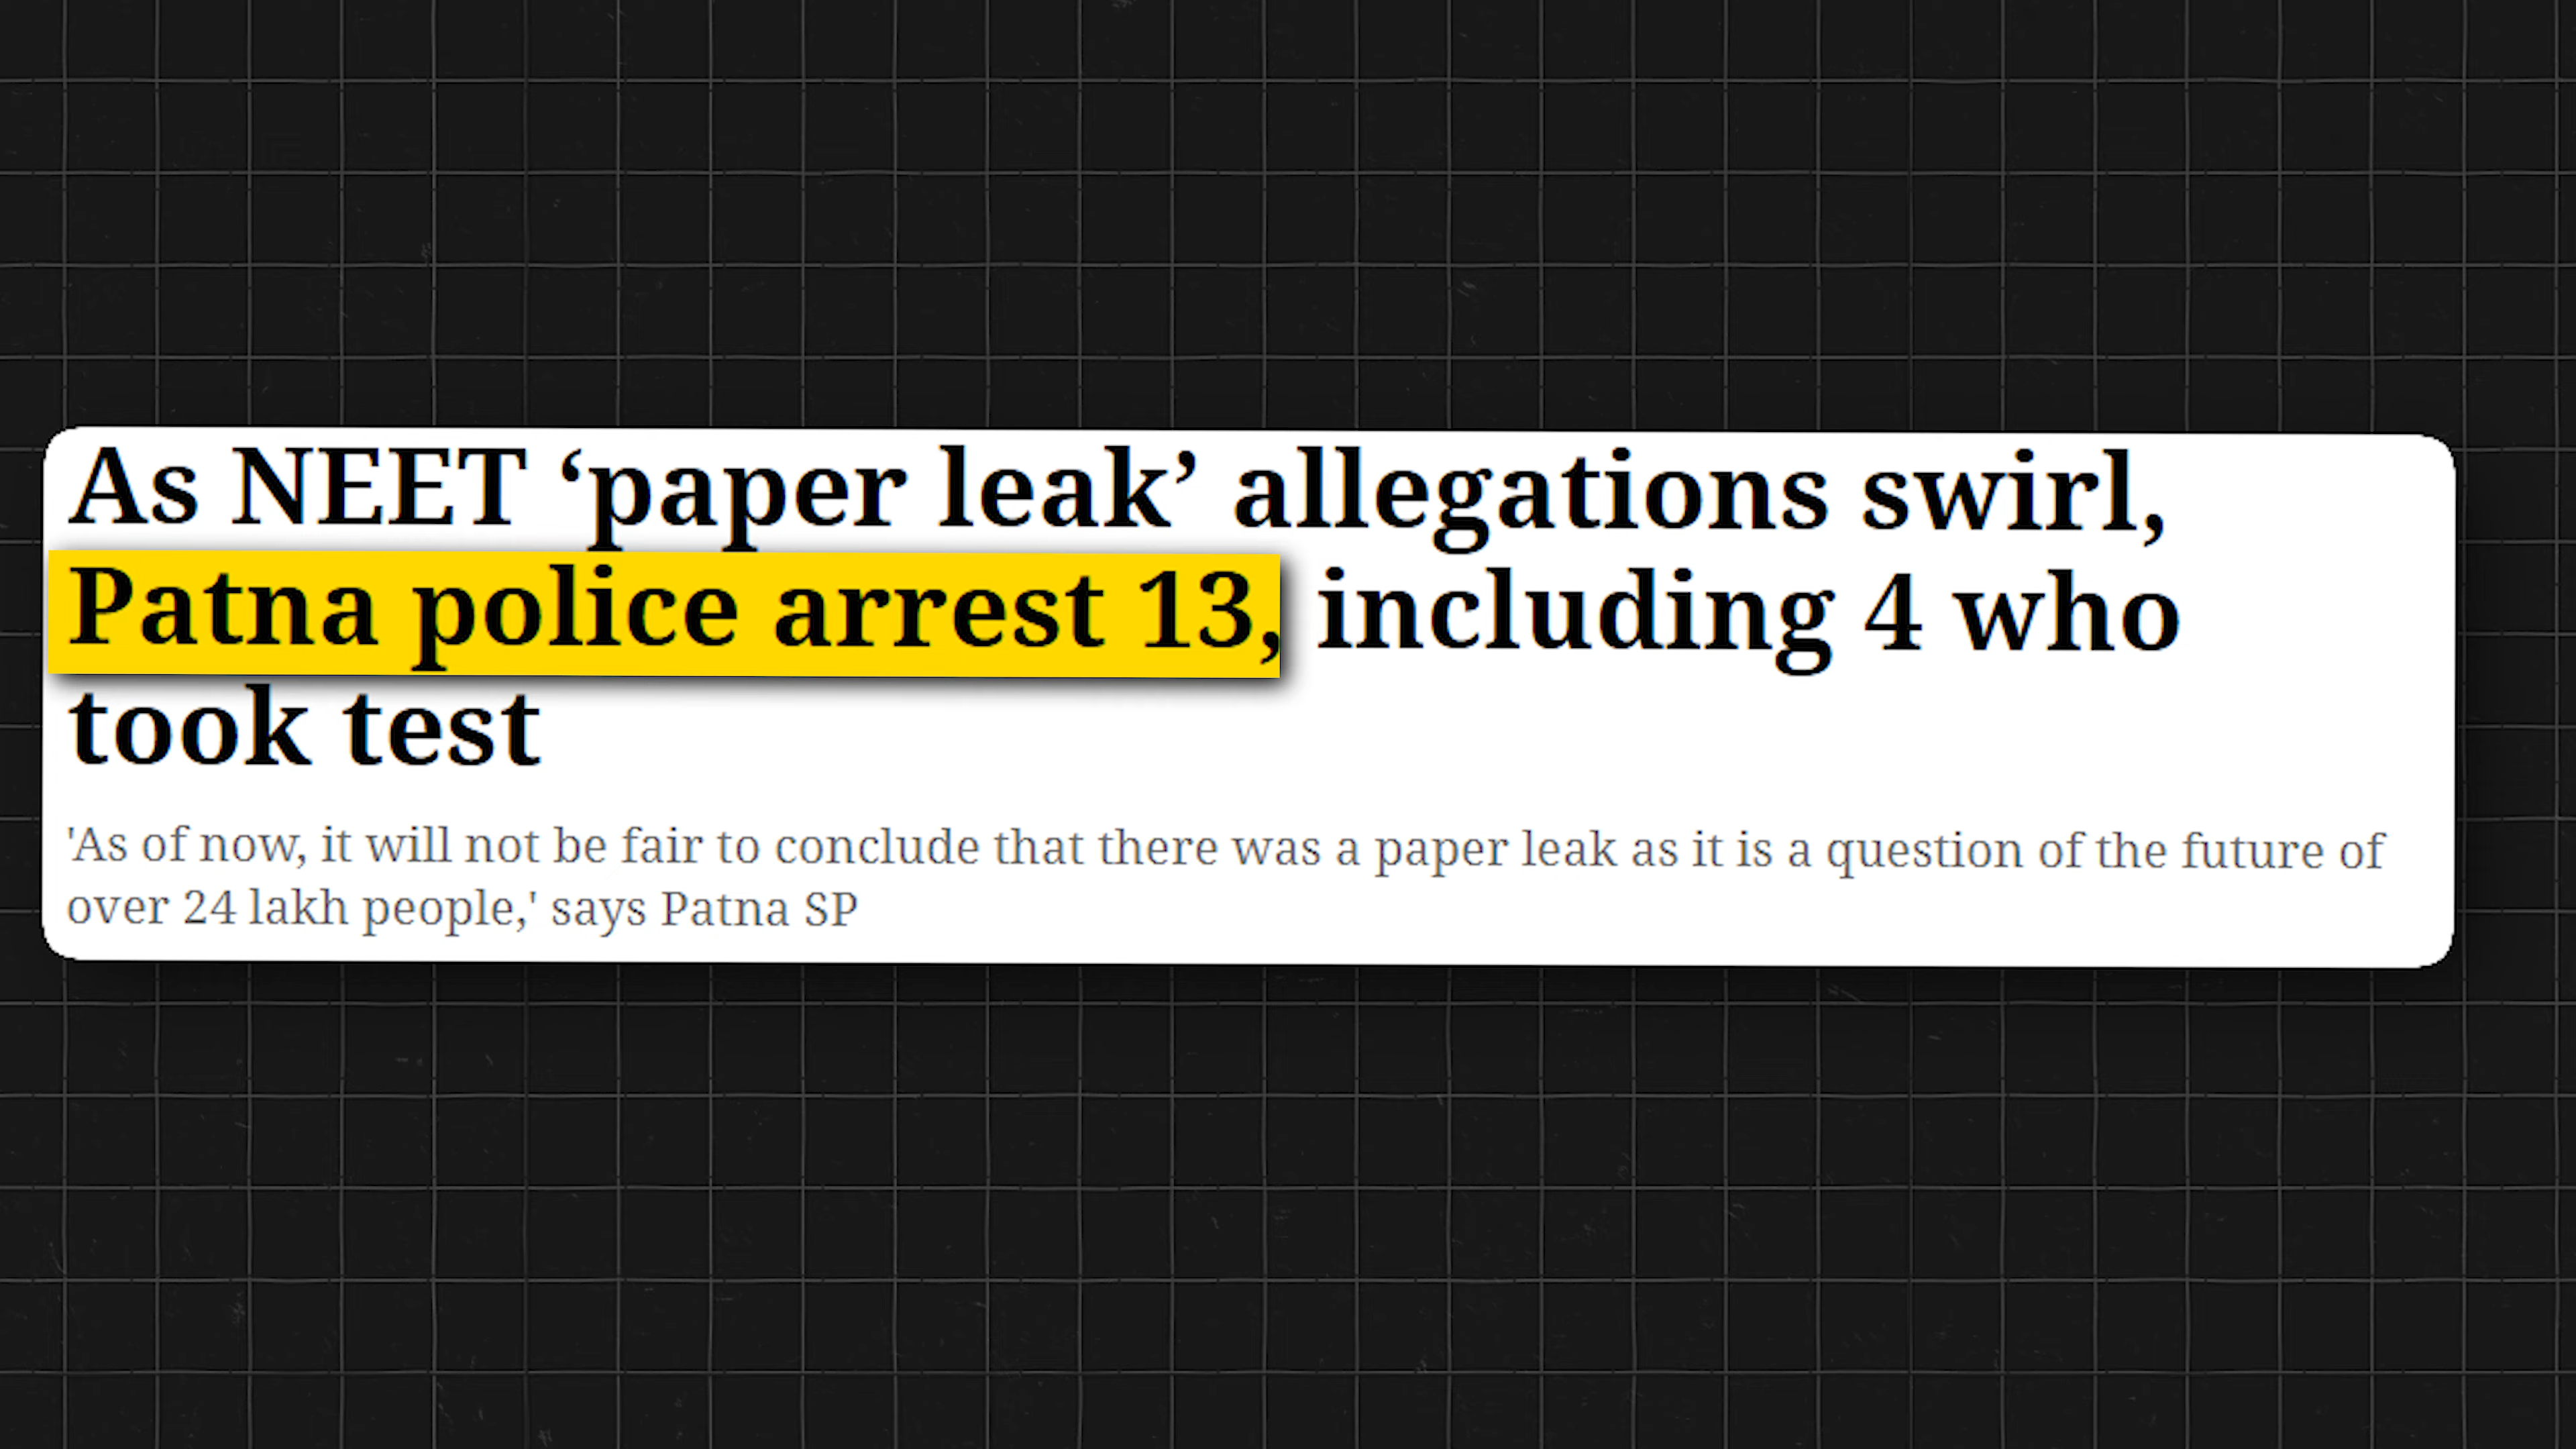 As NEET ‘paper leak’ allegations swirl,
Patna police arrest 13, including 4 who
took test
'As of now, it will not be fair to conclude that there was a paper leak as it is a question of the future of
over 24 lakh people,' says Patna SP